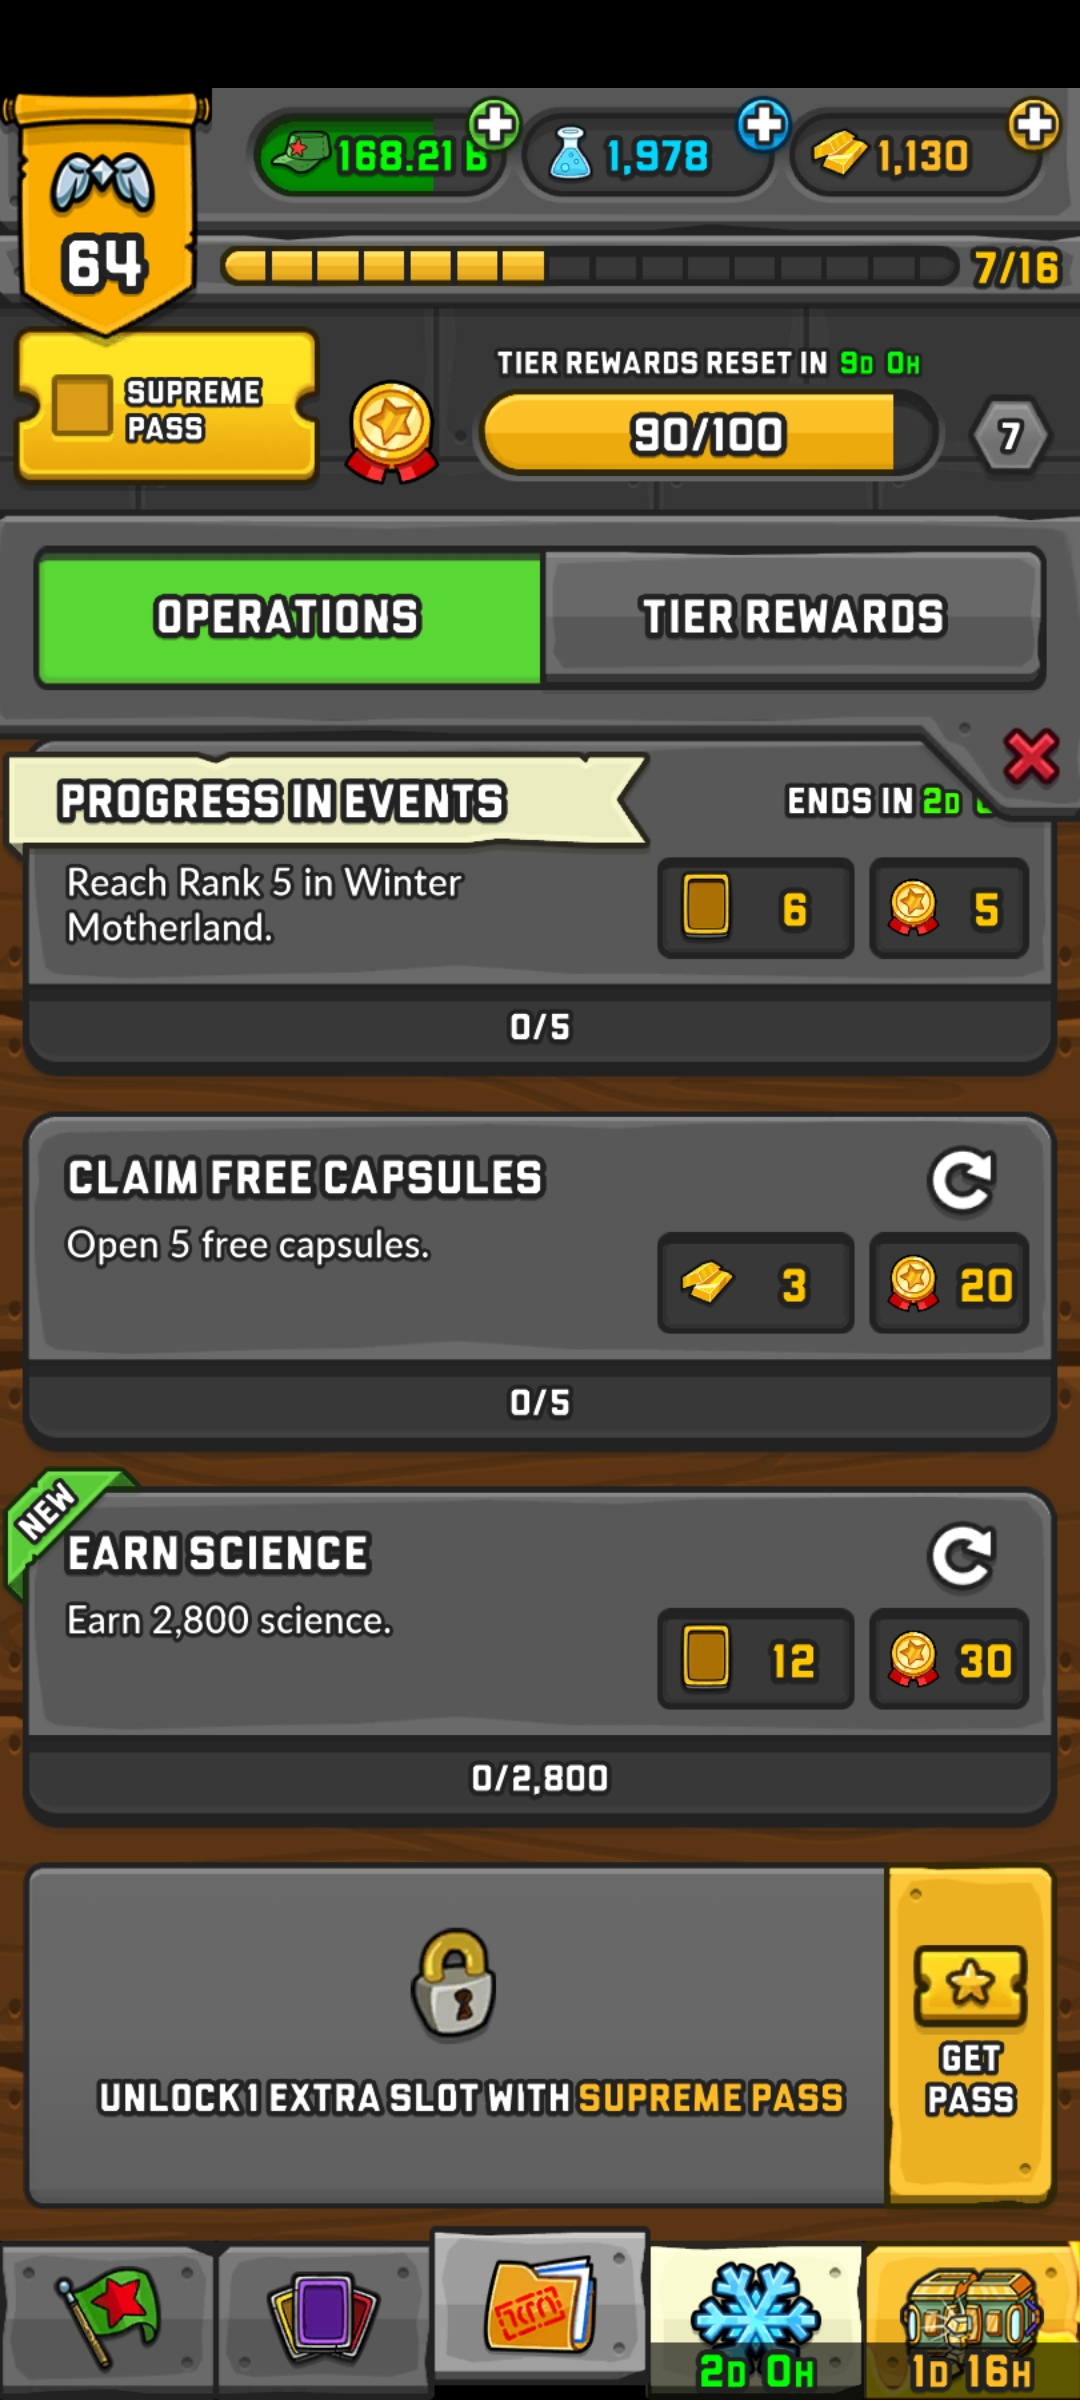 168.21 B
1,978
1,130
64
7/16
SUPREME
PASS
TIER REWARDS RESET IN 9D 0H
90/100
7
OPERATIONS
TIER REWARDS
PROGRESS IN EVENTS
ENDS IN 2D
Reach Rank 5 in Winter
Motherland.
6
5
0/5
CLAIM FREE CAPSULES
Open 5 free capsules.
3
20
0/5
NEW
EARN SCIENCE
Earn 2,800 science.
12
30
0/2,800
UNLOCK 1 EXTRA SLOT WITH SUPREME PASS
GET
PASS
2D 0H
1D 16H